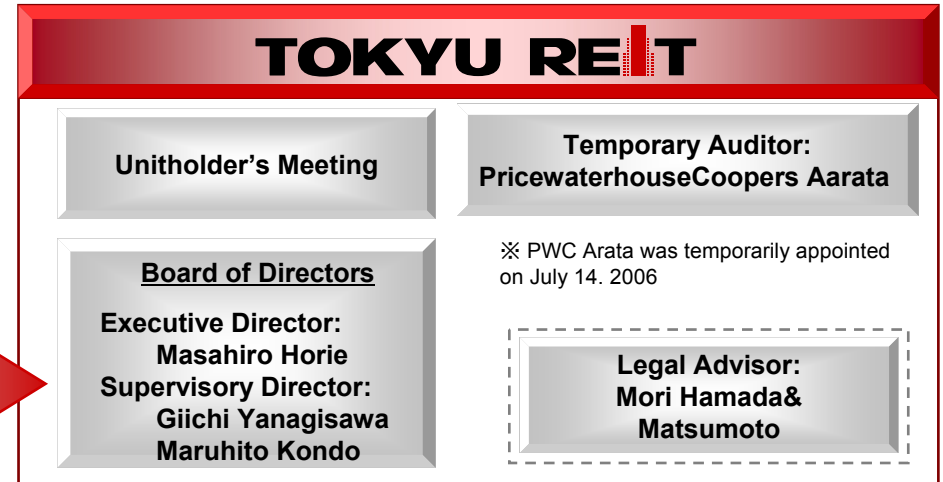 TOKYU REIT
Unitholder's Meeting
Temporary Auditor:
PricewaterhouseCoopers Aarata
※ PWC Arata was temporarily appointed
on July 14. 2006
Board of Directors
Executive Director:
Masahiro Horie
Supervisory Director:
Giichi Yanagisawa
Maruhito Kondo
Legal Advisor:
Mori Hamada&
Matsumoto